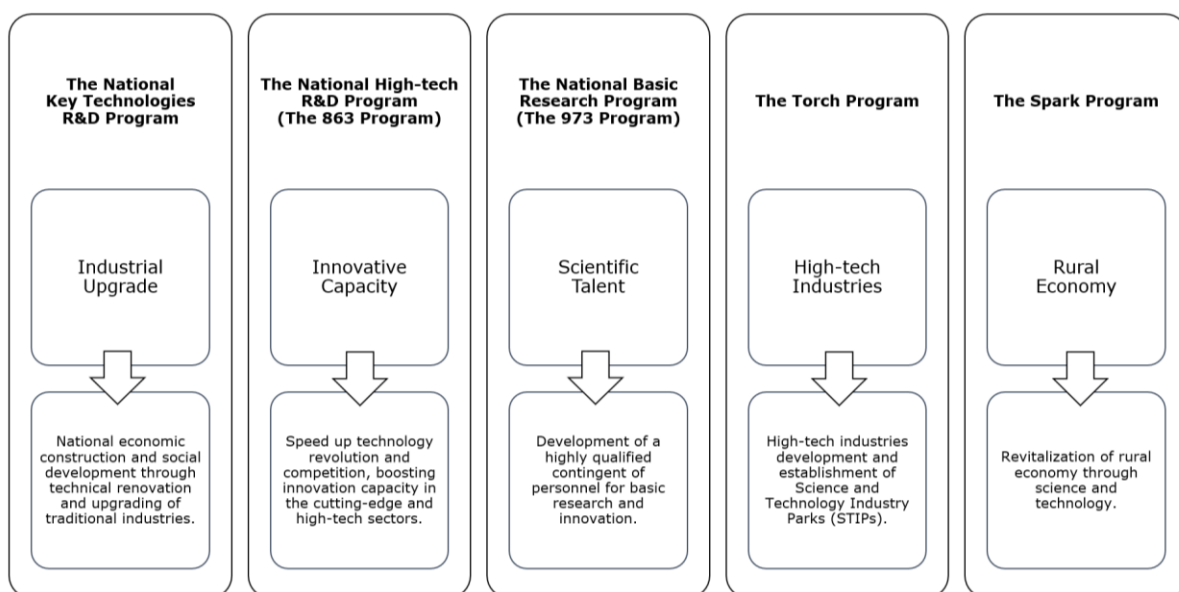 The National
Key Technologies
R&D Program
Industrial
Upgrade
National economic
construction and social
development through
technical renovation
and upgrading of
traditional industries.
The National High-tech
R&D Program
(The 863 Program)
Innovative
Capacity
Speed up technology
revolution and
competition, boosting
innovation capacity in
the cutting-edge and
high-tech sectors.
The National Basic
Research Program
(The 973 Program)
Scientific
Talent
Development of a
highly qualified
contingent of
personnel for basic
research and
innovation.
The Torch Program
High-tech
Industries
High-tech industries
development and
establishment of
Science and
Technology Industry
Parks (STIPs).
The Spark Program
Rural
Economy
Revitalization of rural
economy through
science and
technology.